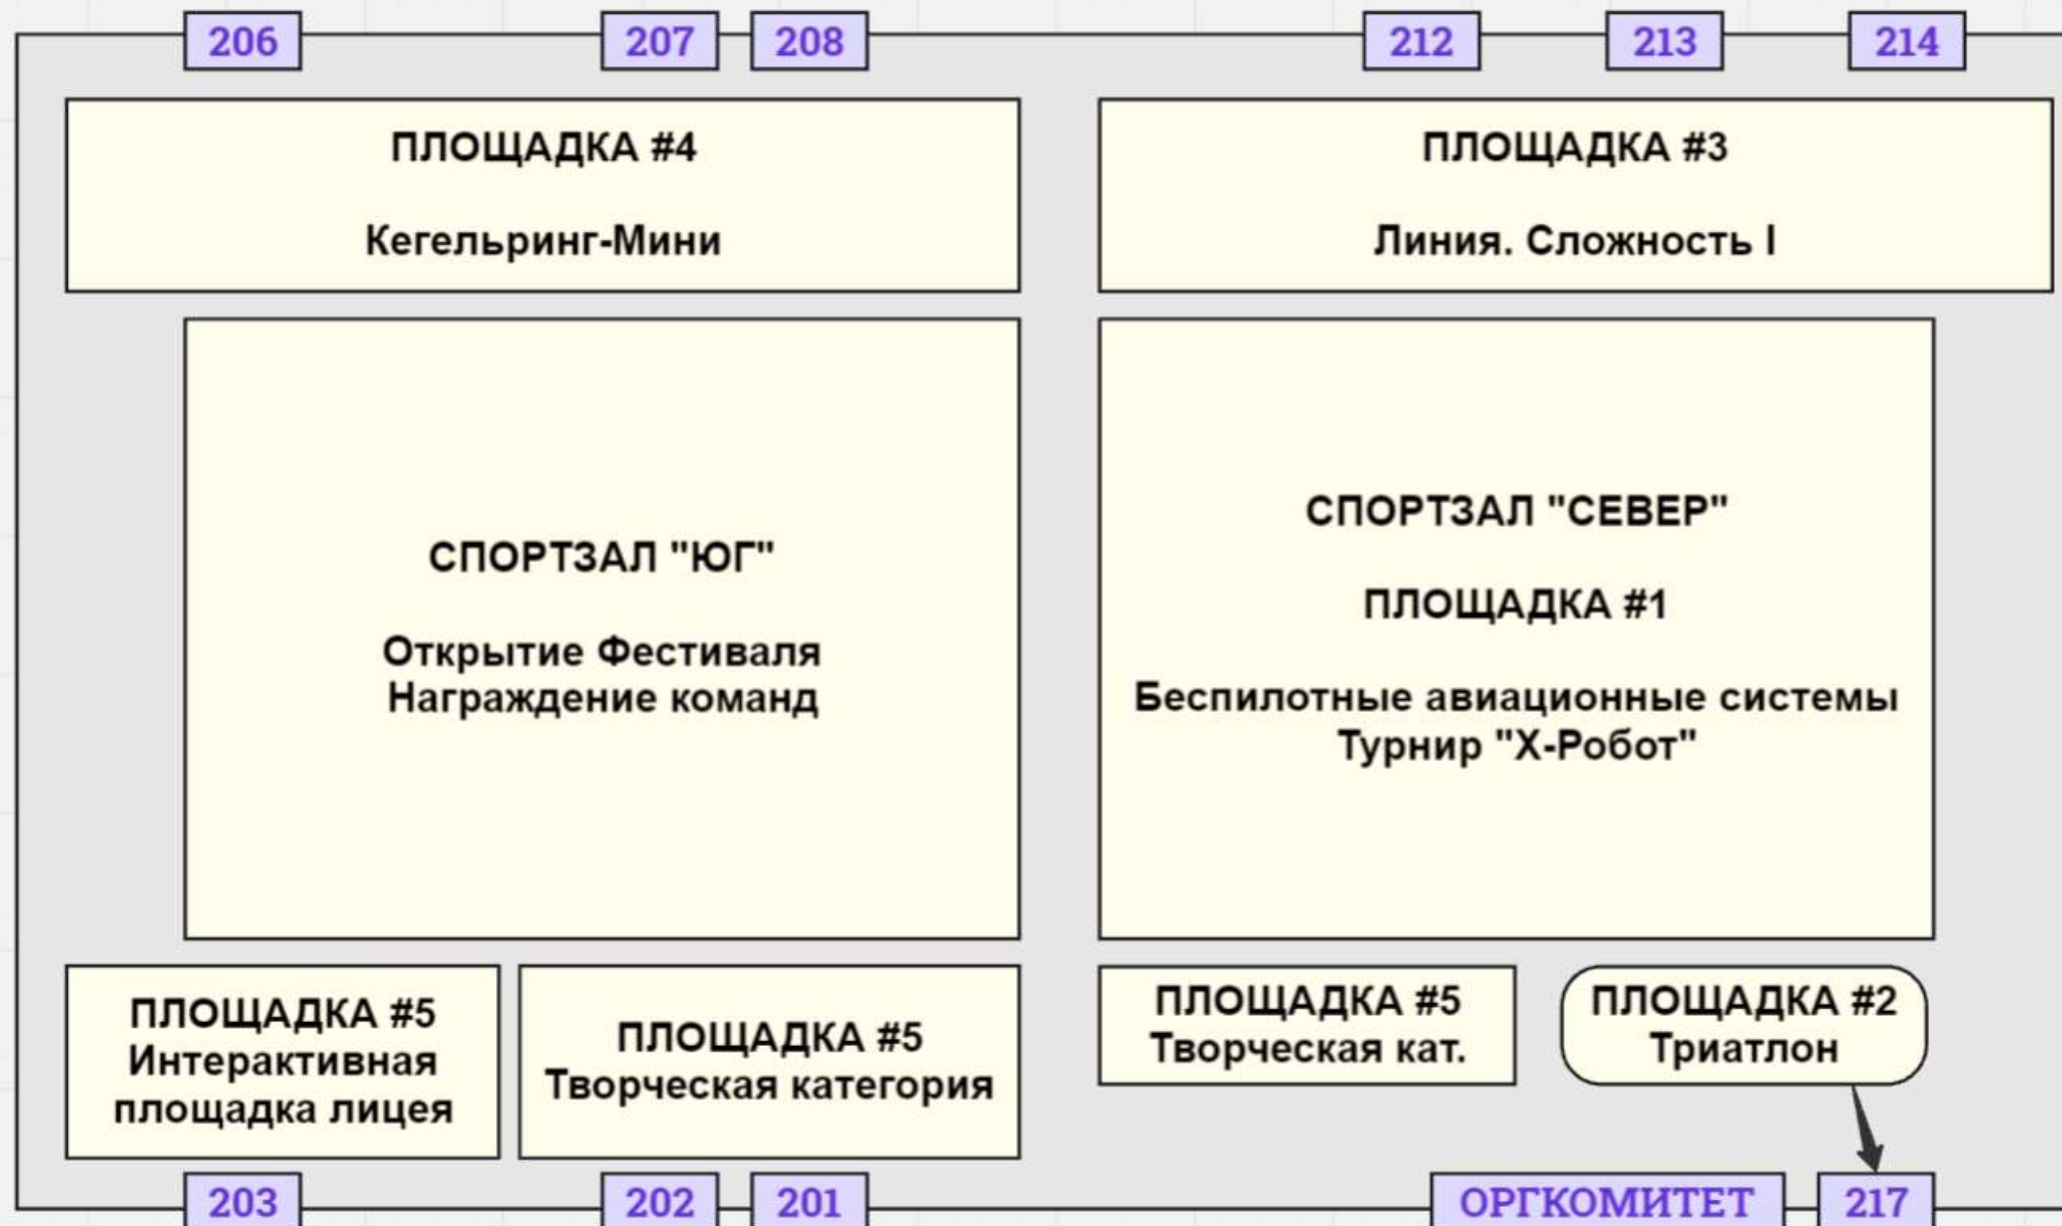 206
207
208
212
213
214
ПЛОЩАДКА #4
Кегельринг-Мини
ПЛОЩАДКА #3
Линия. Сложность I
СПОРТЗАЛ "ЮГ"
Открытие Фестиваля
Награждение команд
СПОРТЗАЛ "СЕВЕР"
ПЛОЩАДКА #1
Беспилотные авиационные системы
Турнир "Х-Робот"
ПЛОЩАДКА #5
Интерактивная
площадка лицея
ПЛОЩАДКА #5
Творческая категория
ПЛОЩАДКА #5
Творческая кат.
ПЛОЩАДКА #2
Триатлон
203
202
201
ОРГКОМИТЕТ
217